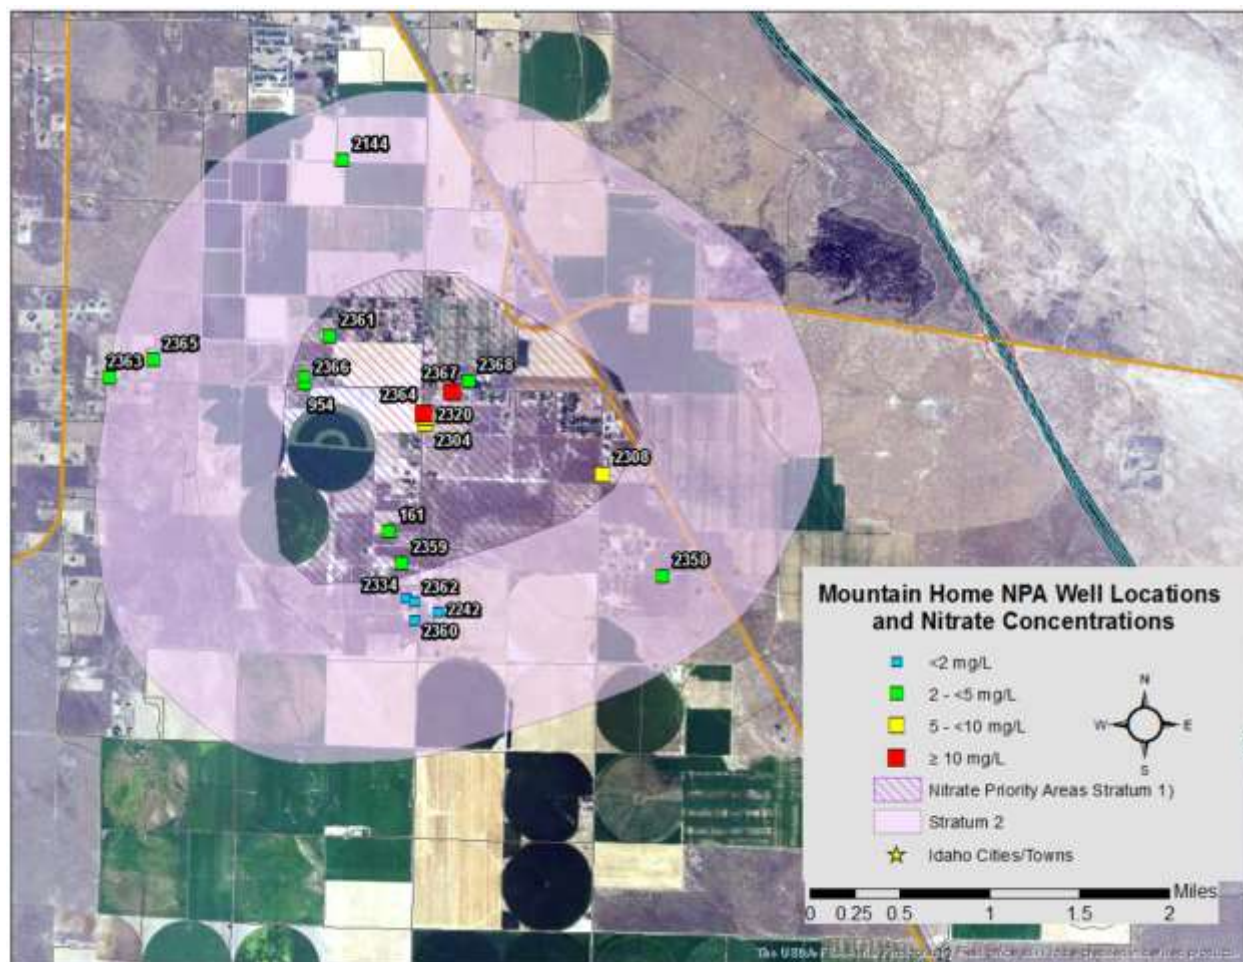 2144
2361
2365
2363
2366
2367
2368
2364
954
2320
2304
2308
161
2359
2358
2334
2362
2242
2360
Mountain Home NPA Well Locations
and Nitrate Concentrations
<2 mg/L
2 - <5 mg/L
5 - <10 mg/L
≥ 10 mg/L
Nitrate Priority Areas Stratum 1)
Stratum 2
Idaho Cities/Towns
N
W
E
S
Miles
0 0.25 0.5 1 1.5 2